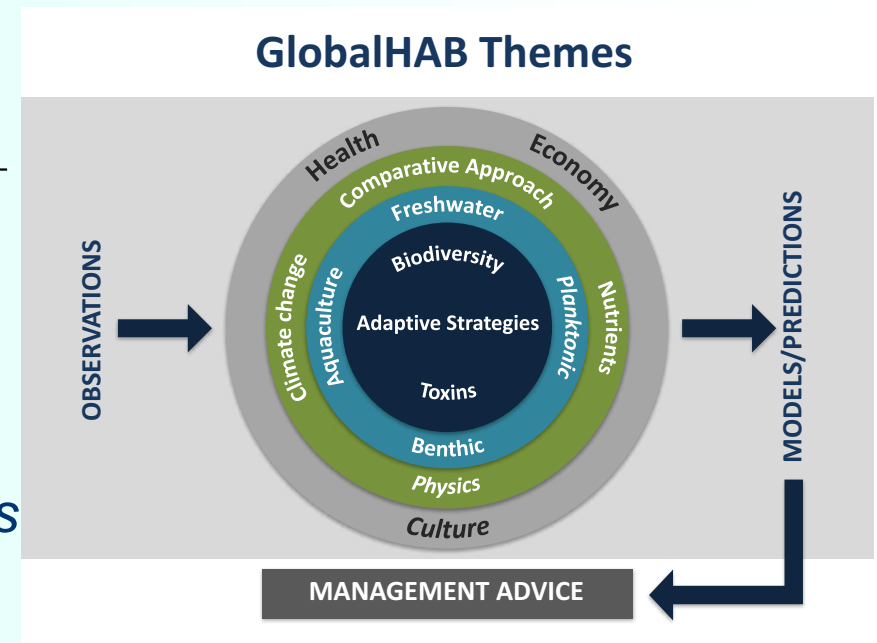 GlobalHAB Themes
Health
Economy
Comparative Approach
Freshwater
Biodiversity
OBSERVATIONS
Climate change
Aquaculture
Adaptive Strategies
Planktonic
Nutrients
MODELS/PREDICTIONS
Toxins
Benthic
Physics
s
Culture
MANAGEMENT ADVICE